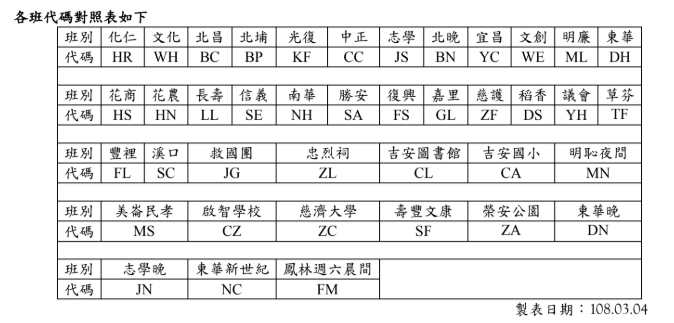 各班代碼對照表如下
班別 化仁 文化 北昌 北埔 光復 中正 志學 北晚 宜昌 文創 明廉 東華
代碼 HR WH BC BP KF CC JS BN YC WE ML DH
班別 花商 花農 長壽 信義 南華 勝安 復興 嘉里 慈護 稻香 議會 草芬
代碼 HS HN LL SE NH SA FS GL ZF DS YH TF
班別 豐裡 溪口 救國團 忠烈祠 吉安圖書館 吉安國小 明恥夜間
代碼 FL SC JG ZL CL CA MN
班別 美崙民孝 啟智學校 慈濟大學 壽豐文康 榮安公園 東華晚
代碼 MS CZ ZC SF ZA DN
班別 志學晚 東華新世紀 鳳林週六晨間
代碼 JN NC FM
製表日期：108.03.04